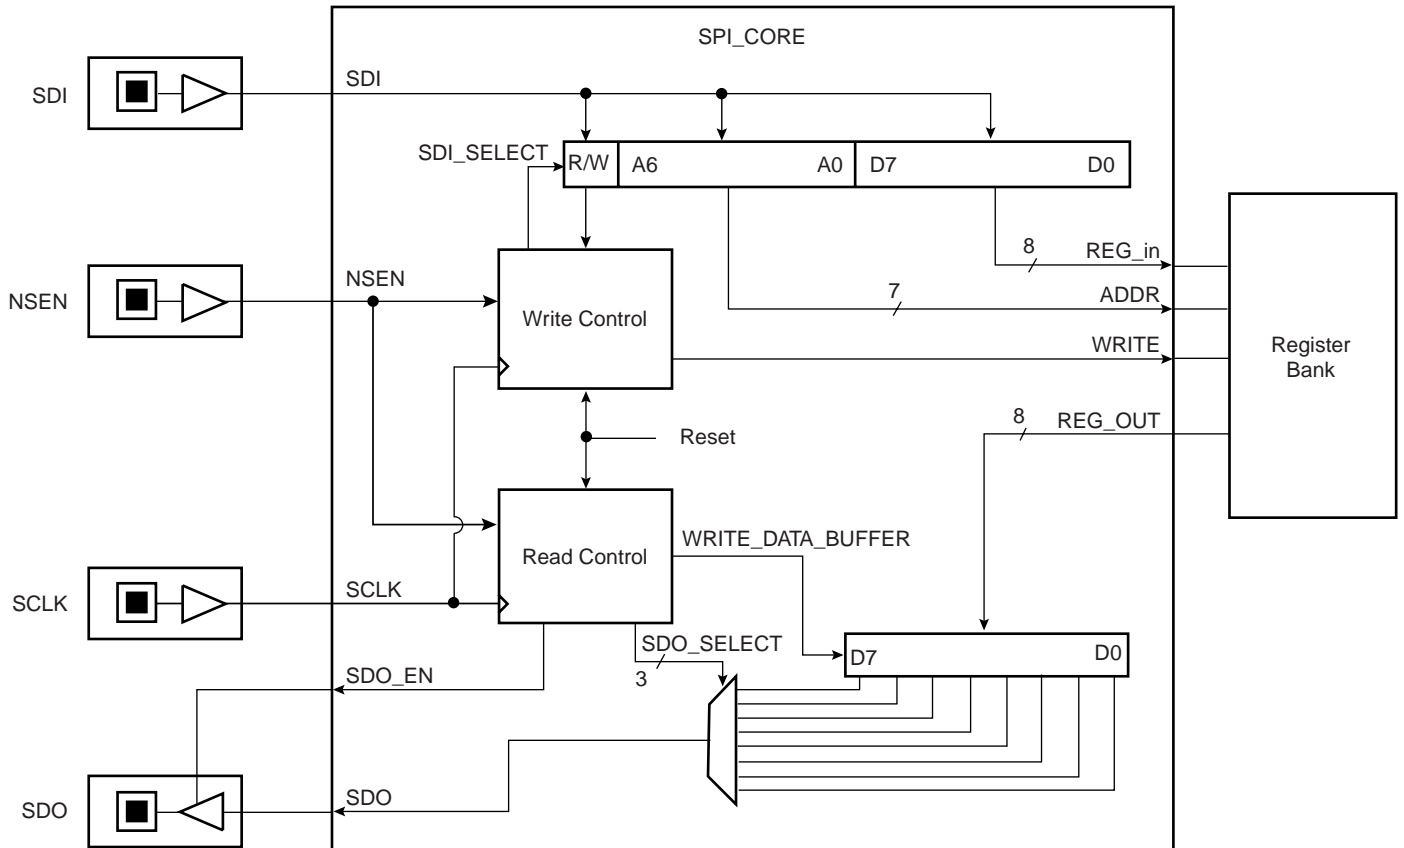 SPI_CORE
SDI
SDI
SDI_SELECT
R/W
A6
A0
D7
D0
8
REG_in
NSEN
NSEN
7
ADDR
Write Control
WRITE
Register
Bank
8
REG_OUT
Reset
WRITE_DATA_BUFFER
Read Control
SCLK
SCLK
SDO_SELECT
3
D7
D0
SDO_EN
SDO
SDO